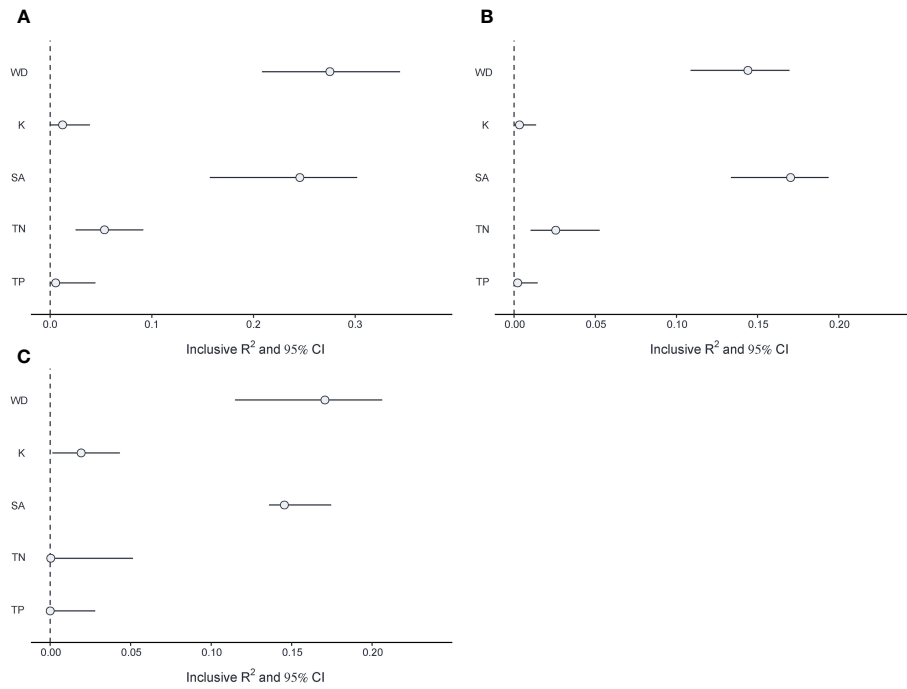 A
WD
K
SA
TN
TP
0.0 0.1 0.2 0.3
Inclusive R² and 95% CI
B
WD
K
SA
TN
TP
0.00 0.05 0.10 0.15 0.20
Inclusive R² and 95% CI
C
WD
K
SA
TN
TP
0.00 0.05 0.10 0.15 0.20
Inclusive R² and 95% CI